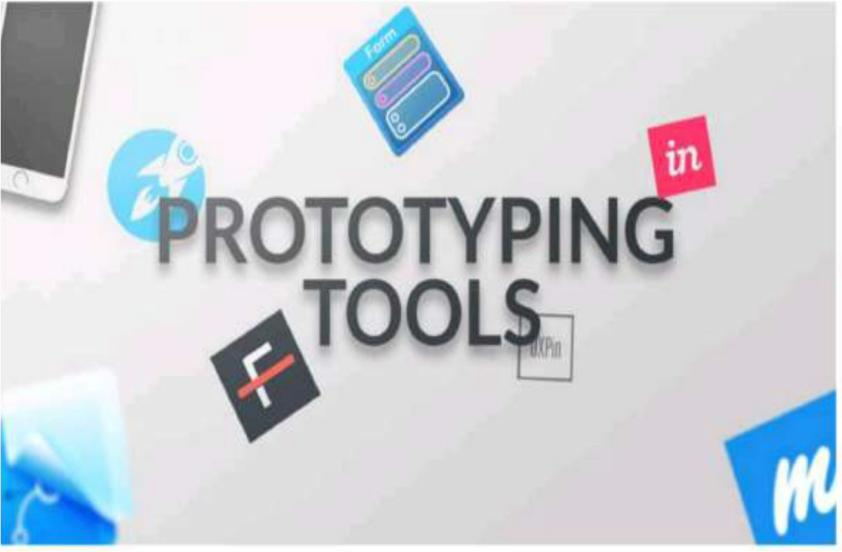 Form
in
PROTOTYPING
TOOLS
F
UXPin
m